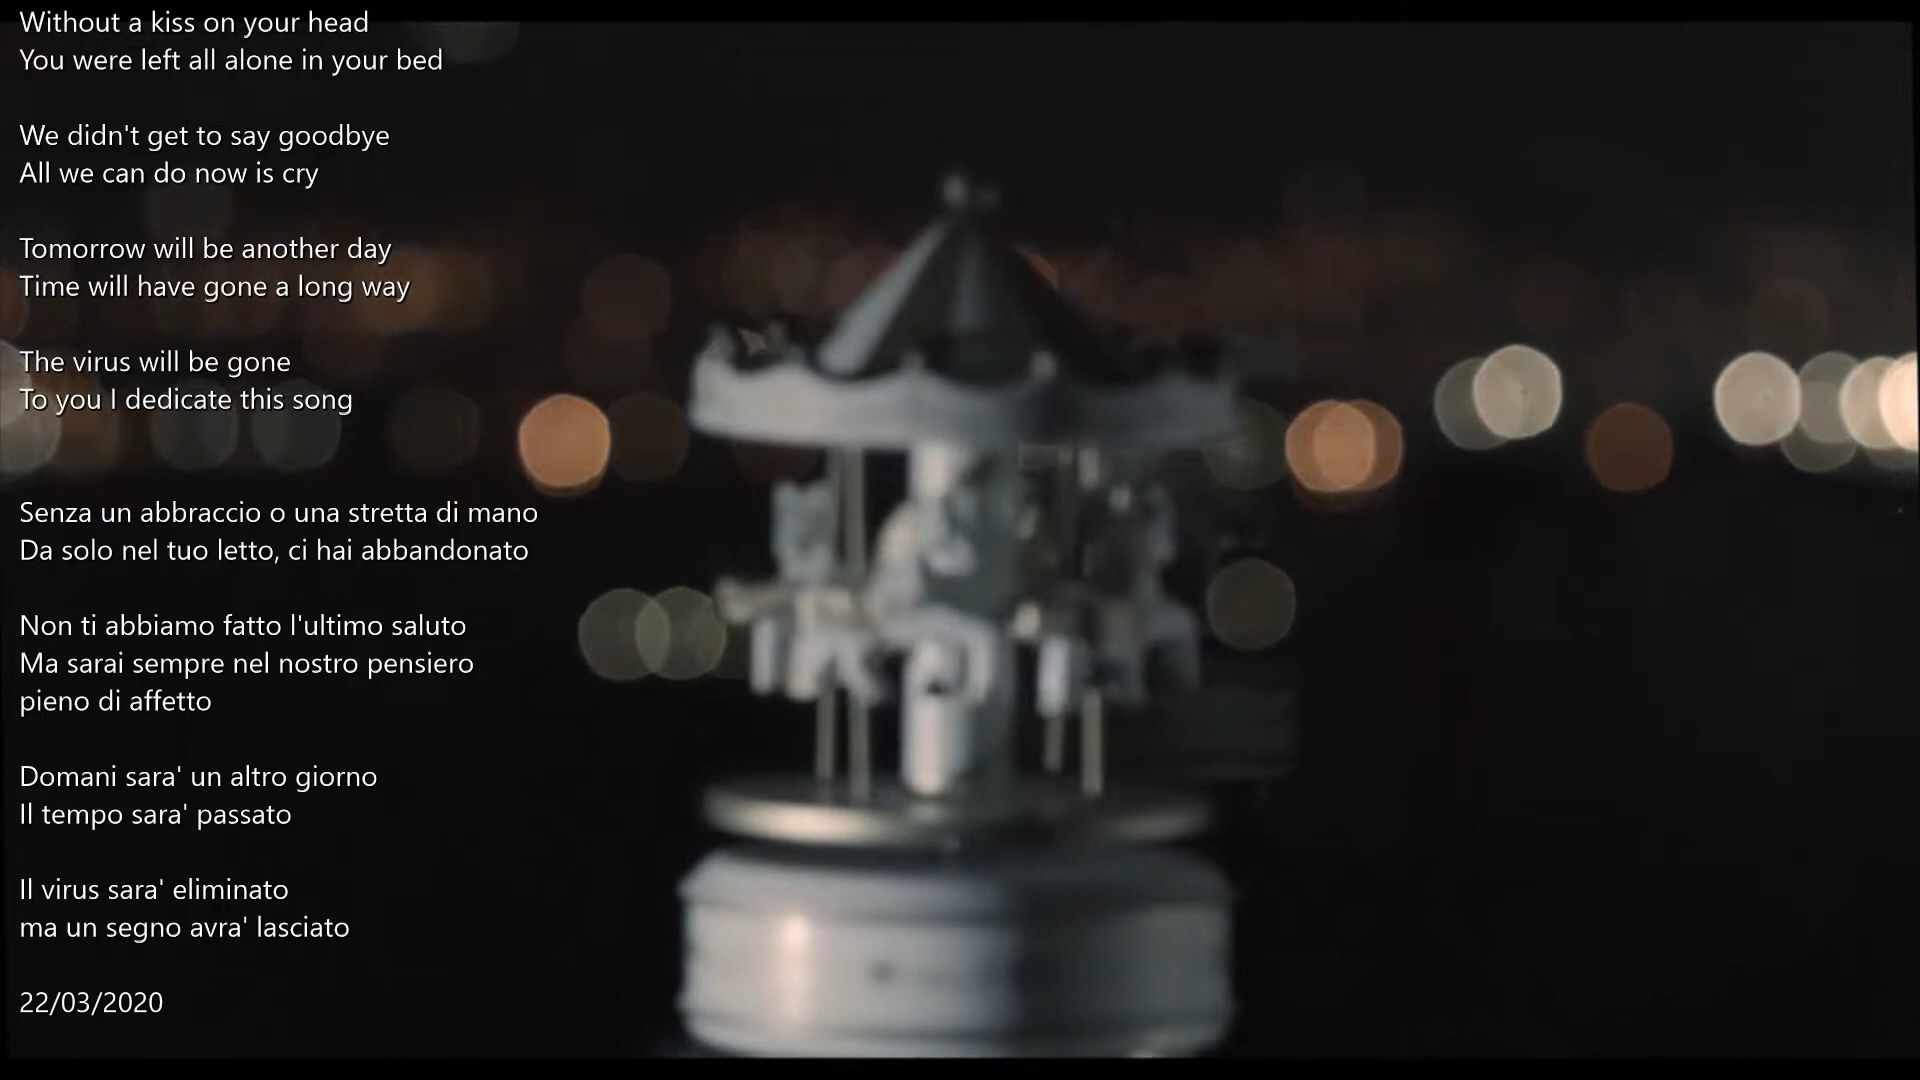 Without a kiss on your head
You were left all alone in your bed
We didn't get to say goodbye
All we can do now is cry
Tomorrow will be another day
Time will have gone a long way
The virus will be gone
To you I dedicate this song
Senza un abbraccio o una stretta di mano
Da solo nel tuo letto, ci hai abbandonato
Non ti abbiamo fatto l'ultimo saluto
Ma sarai sempre nel nostro pensiero
pieno di affetto
Domani sara' un altro giorno
Il tempo sara' passato
Il virus sara' eliminato
ma un segno avra' lasciato
22/03/2020